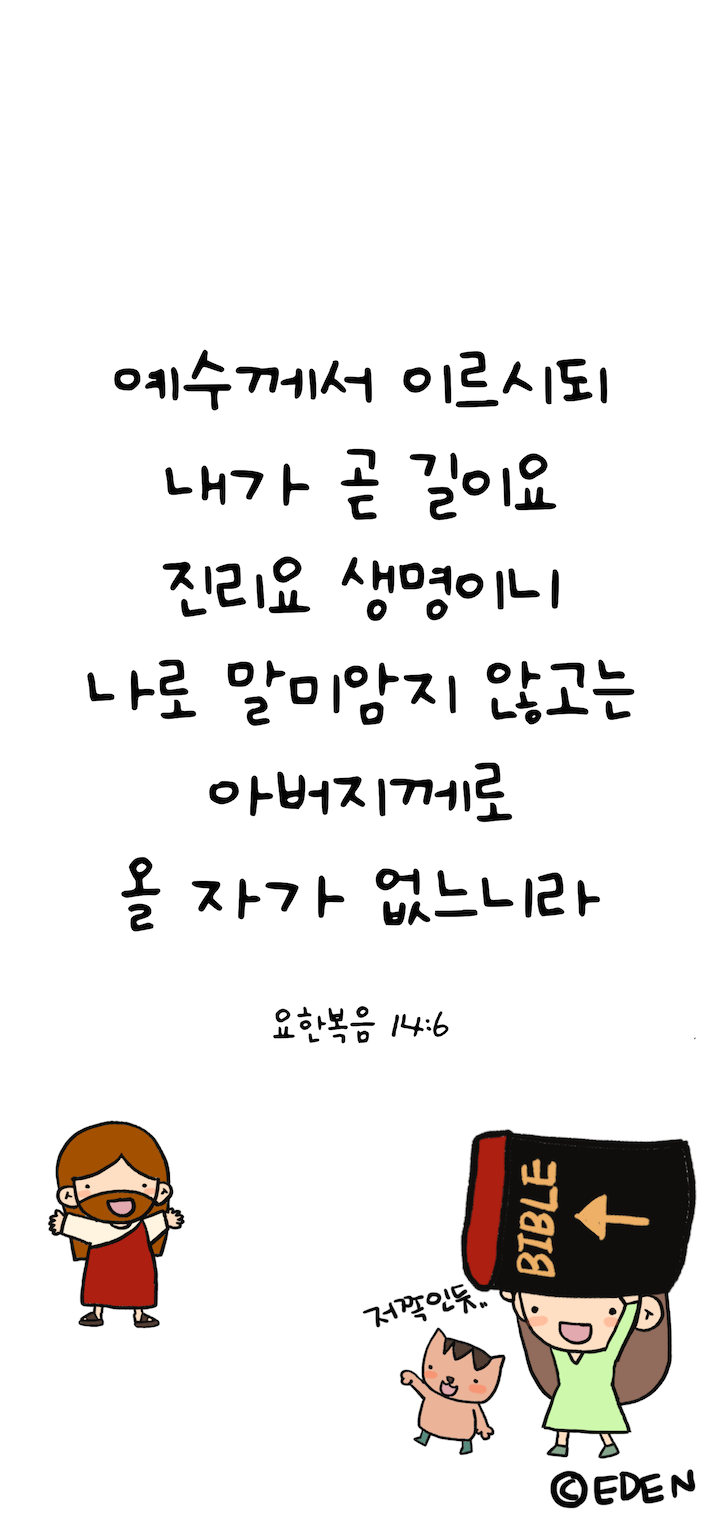 예수께서 이르시되
내가 곧 길이요
진리요 생명이니
나로 말미암지 않고는
아버지께로
올 자가 없느니라
요한복음 14:6
BIBLE
저쪽인듯..
©EDEN